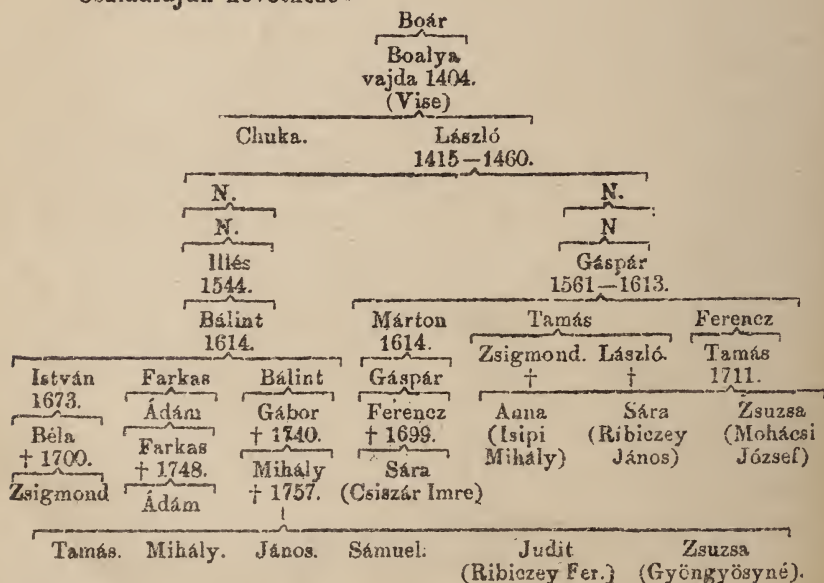 Boár
Boalya
vajda 1404.
(Vise)
Chuka. László
1415—1460.
N. N.
N. N
Illés Gáspár
1544. 1561—1613.
Bálint Márton Tamás Ferencz
1614. 1614. Zsigmond. László. Tamás
István Farkas Bálint Gáspár † † 1711.
1673. Ádám Gábor Ferencz Anna Sára Zsuzsa
Béla Farkas † 1740. † 1699. (Isipi (Ribiczey (Mohácsi
† 1700. † 1748. Mihály Sára Mihály) János) József)
Zsigmond Ádám † 1757. (Csiszár Imre)
Tamás. Mihály. János. Sámuel. Judit Zsuzsa
(Ribiczey Fer.) (Gyöngyösyné).